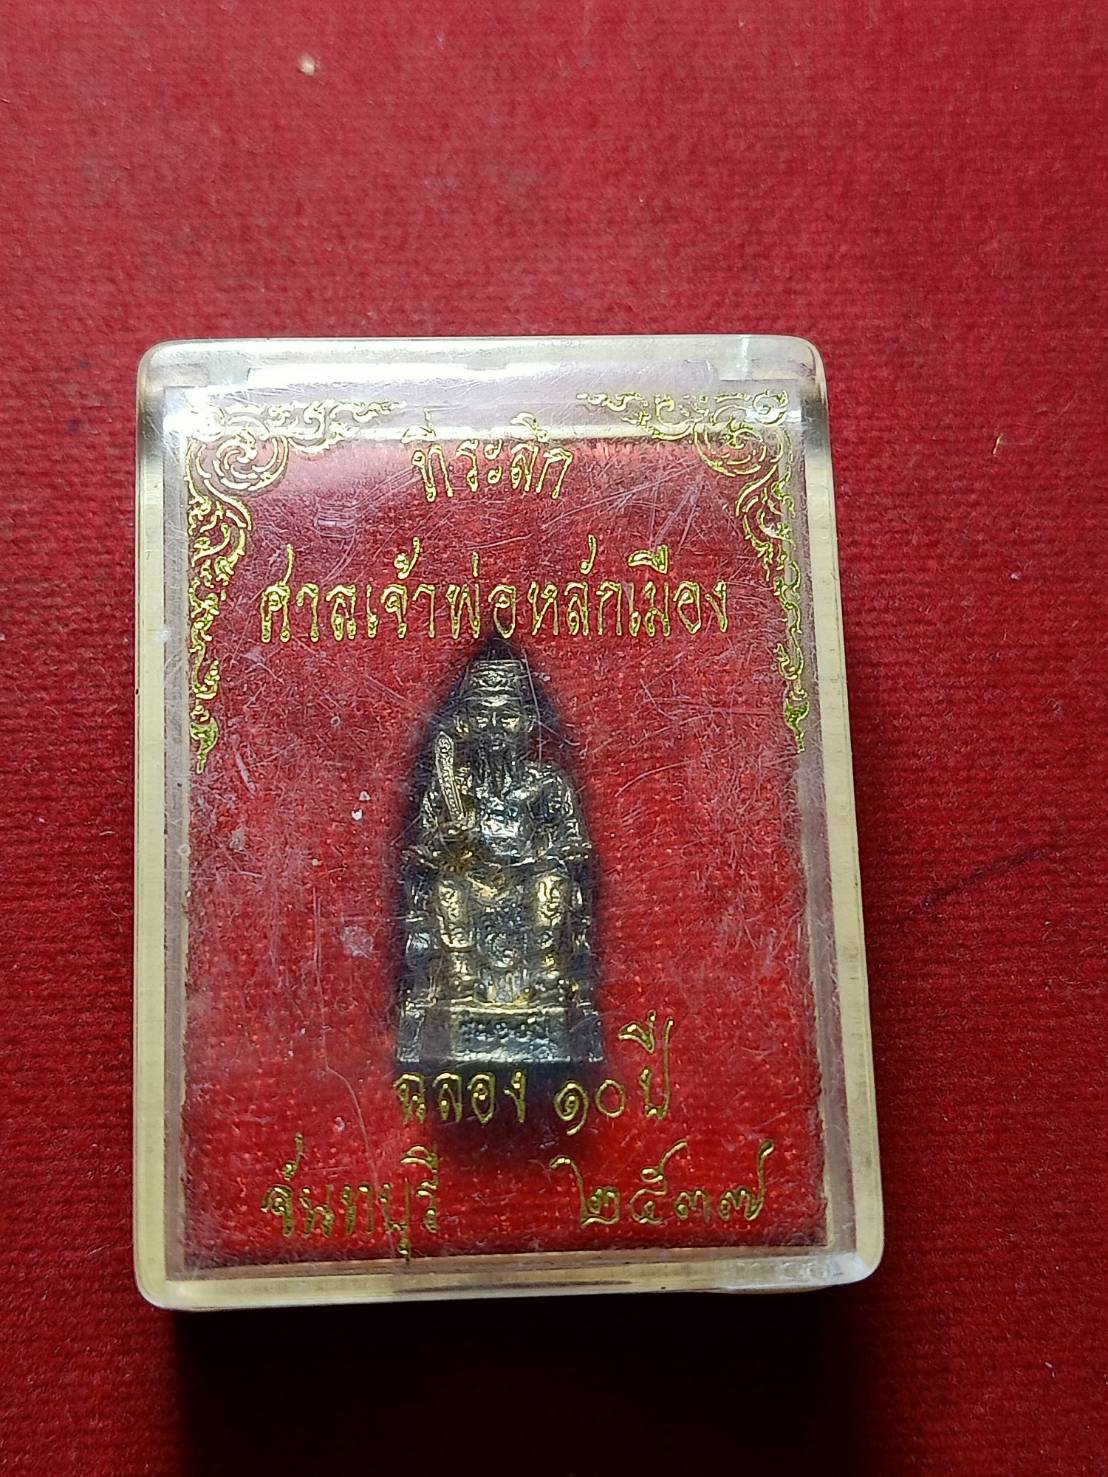 ที่ระลึก
ศาลเจ้าพ่อหลักเมือง
ฉลอง ๑๐ ปี
จันทบุรี ๒๕๓๗